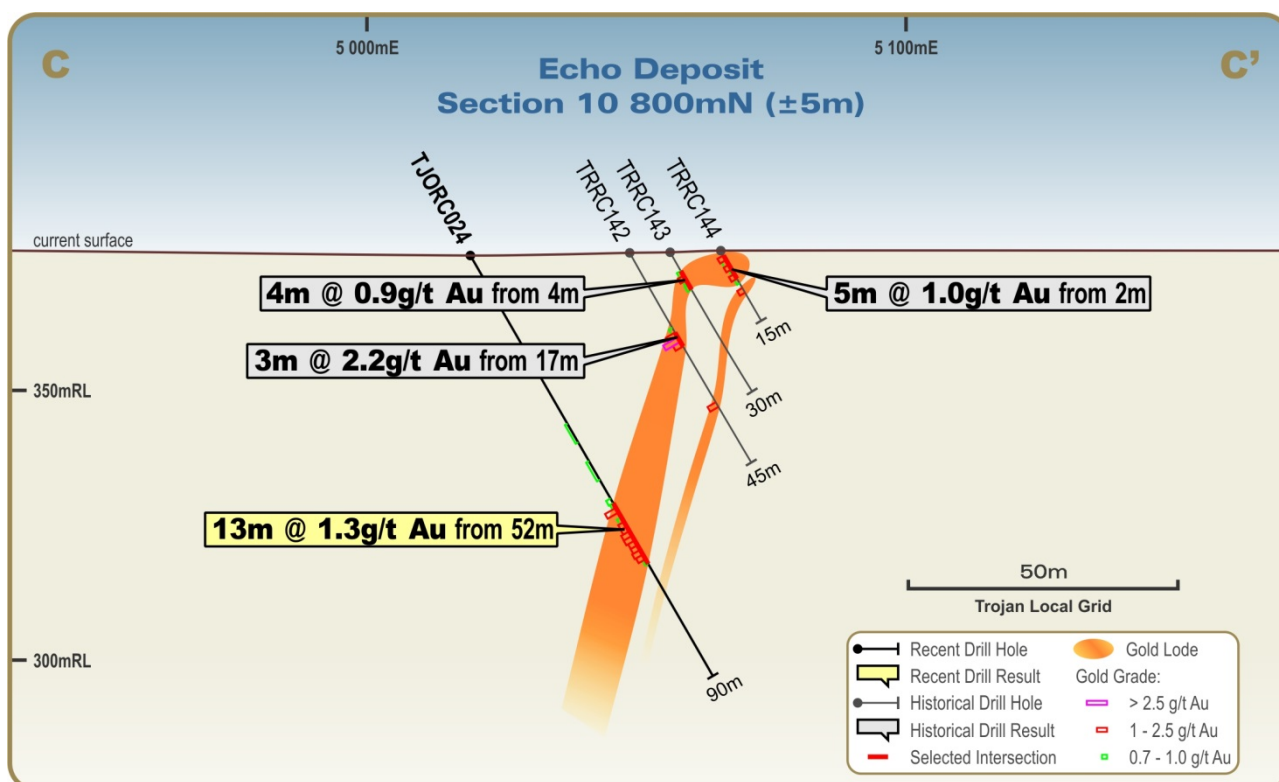 5 000mE
5 100mE
C
C'
Echo Deposit
Section 10 800mN (±5m)
TJORC024
TRRC142
TRRC143
TRRC144
current surface
4m @ 0.9g/t Au from 4m
5m @ 1.0g/t Au from 2m
15m
3m @ 2.2g/t Au from 17m
350mRL
30m
45m
13m @ 1.3g/t Au from 52m
50m
Trojan Local Grid
300mRL
90m
Recent Drill Hole
Recent Drill Result
Historical Drill Hole
Historical Drill Result
Selected Intersection
Gold Lode
Gold Grade:
> 2.5 g/t Au
1 - 2.5 g/t Au
0.7 - 1.0 g/t Au